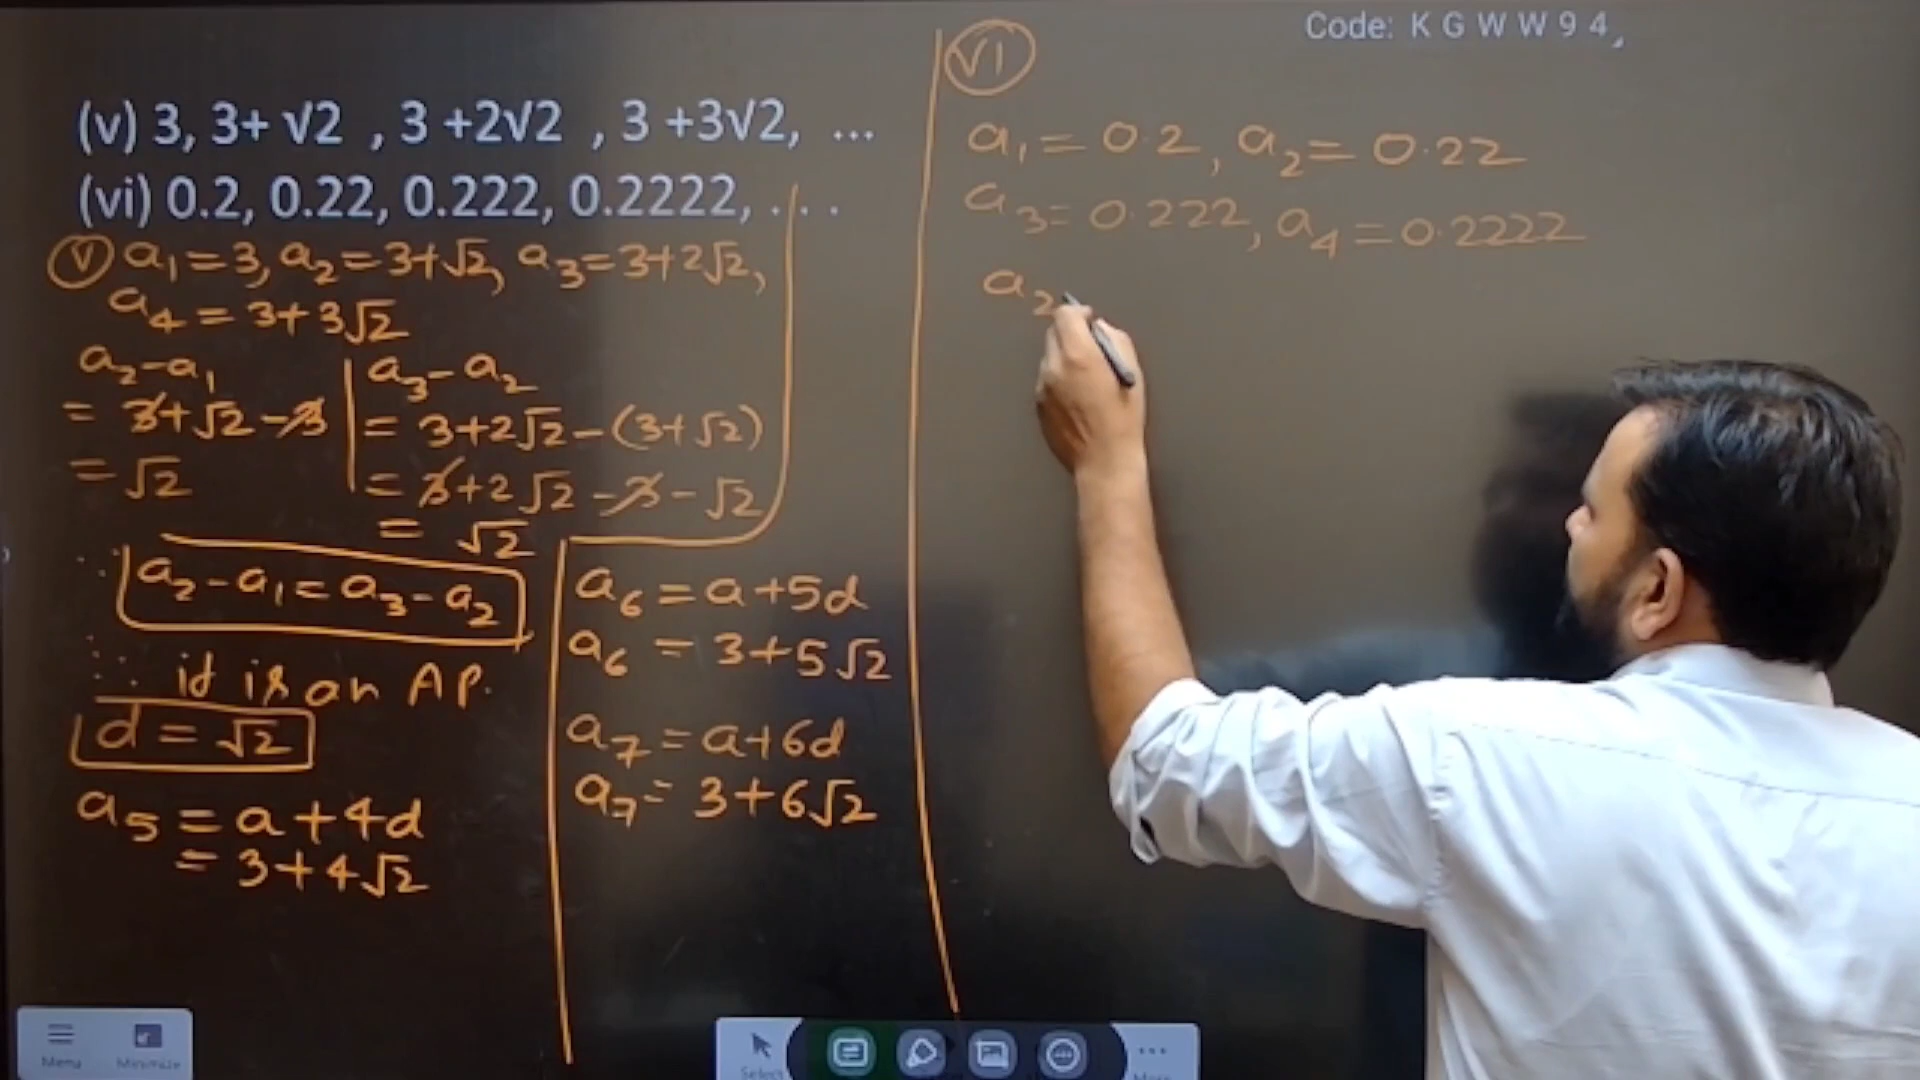 Code: K G W W 9 4
(v) 3, 3+ √2 , 3 +2√2 , 3 +3√2, ...
(vi) 0.2, 0.22, 0.222, 0.2222, . . .
(V) a₁ = 3, a₂ = 3+√2, a₃ = 3+2√2,
a₄ = 3+3√2
a₂-a₁
= 3+√2-3
= √2
a₃-a₂
= 3+2√2-(3+√2)
= 3+2√2-3-√2
= √2
∴ a₂-a₁ = a₃-a₂
∴ it is an AP.
d = √2
a₅ = a+4d
= 3+4√2
a₆ = a+5d
a₆ = 3+5√2
a₇ = a+6d
a₇ = 3+6√2
(VI)
a₁ = 0.2, a₂ = 0.22
a₃ = 0.222, a₄ = 0.2222
a₂
Menu
Minimize
Select
More